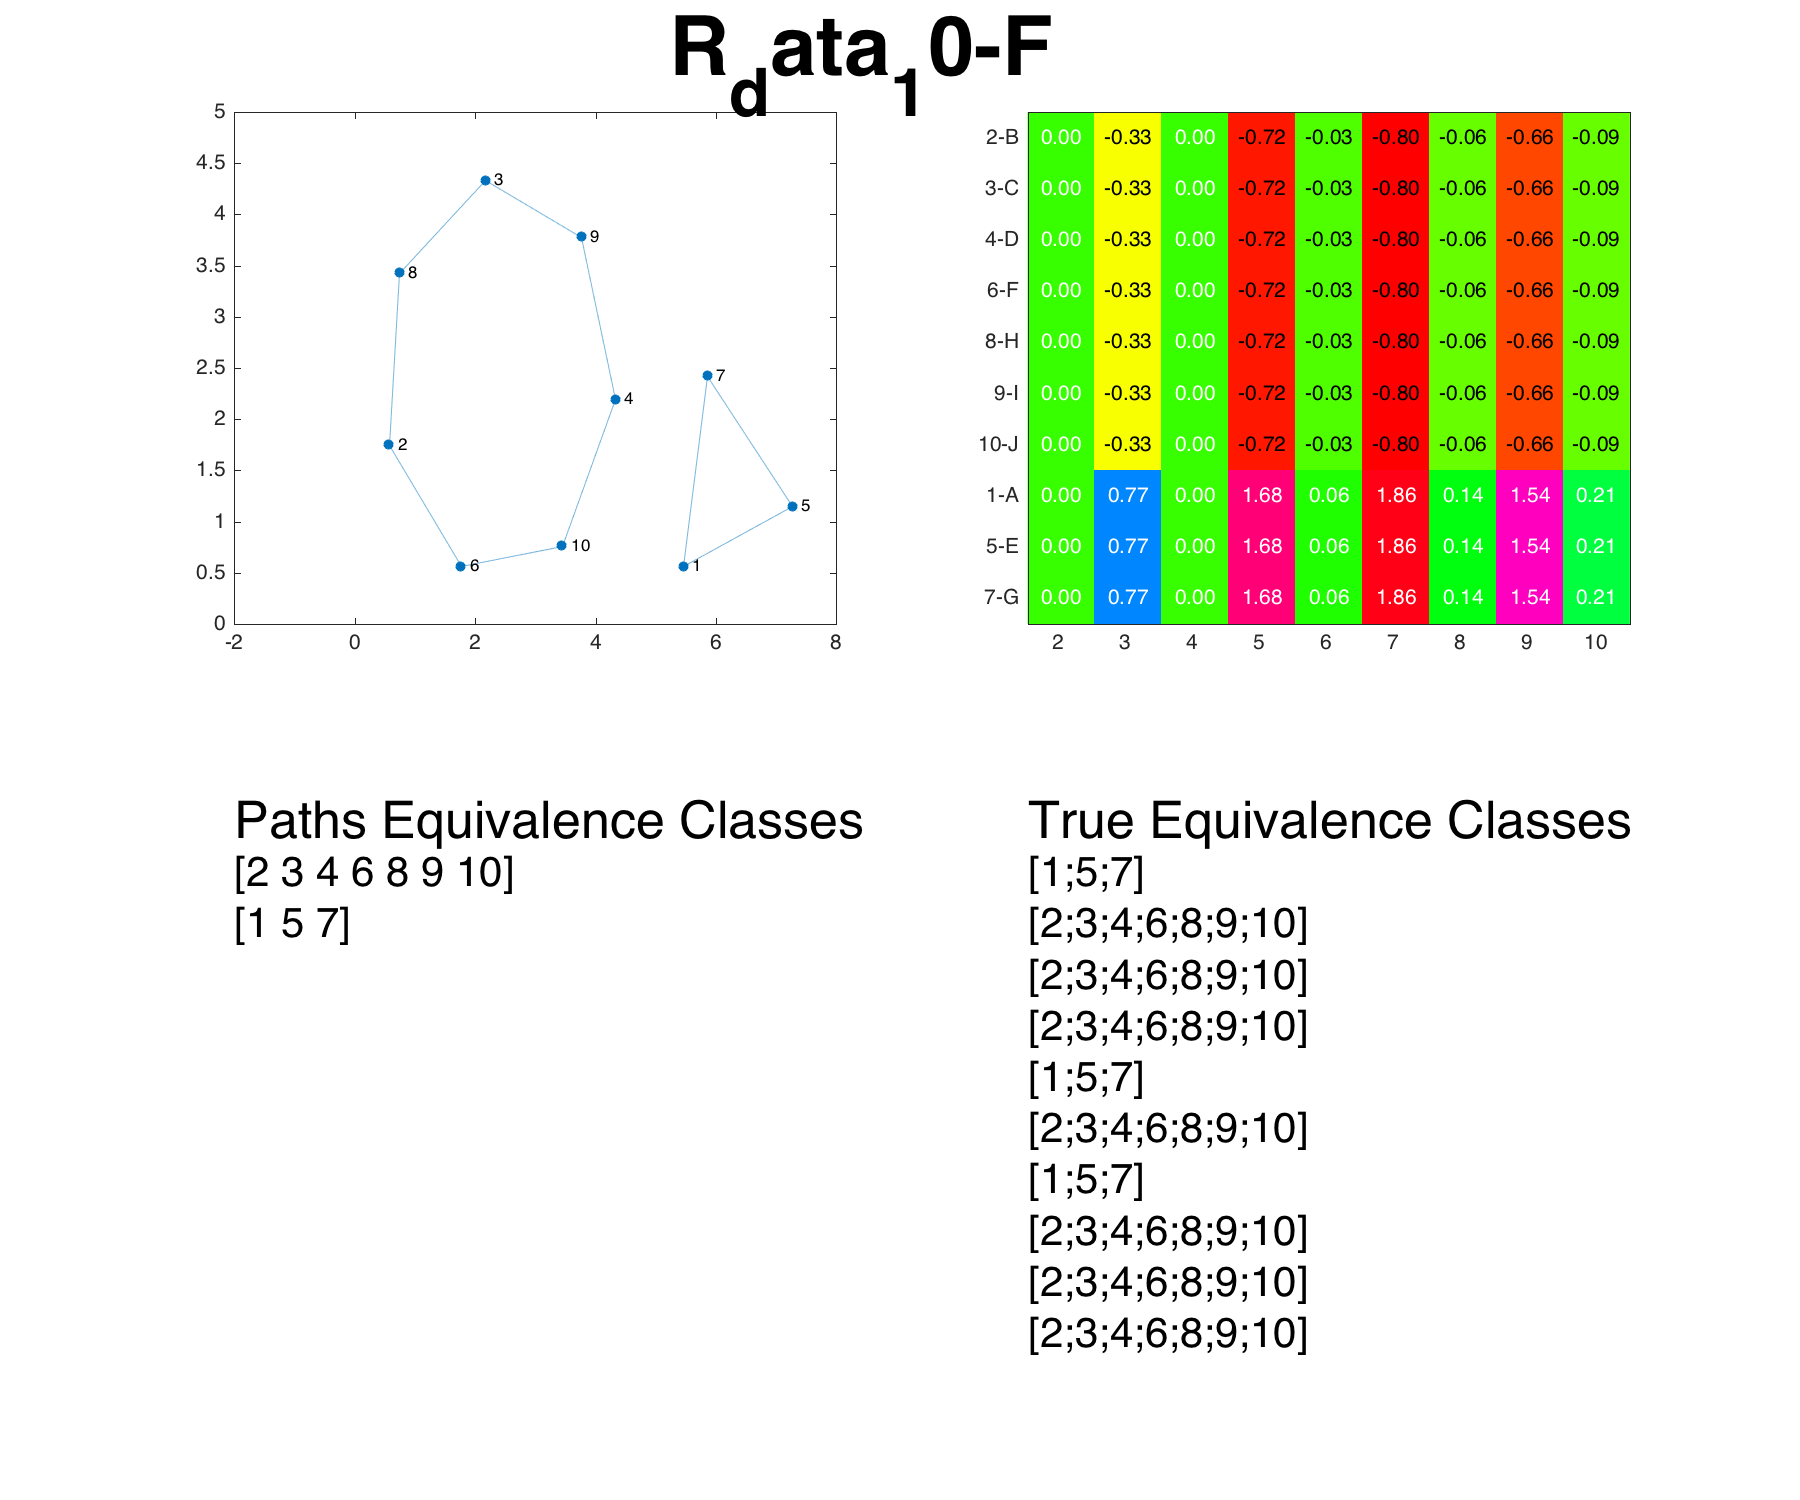 R_data_10-F
5
4.5
4
3.5
3
2.5
2
1.5
1
0.5
0
-2 0 2 4 6 8
3
9
8
7
4
2
5
10
6
1
2-B 0.00 -0.33 0.00 -0.72 -0.03 -0.80 -0.06 -0.66 -0.09
3-C 0.00 -0.33 0.00 -0.72 -0.03 -0.80 -0.06 -0.66 -0.09
4-D 0.00 -0.33 0.00 -0.72 -0.03 -0.80 -0.06 -0.66 -0.09
6-F 0.00 -0.33 0.00 -0.72 -0.03 -0.80 -0.06 -0.66 -0.09
8-H 0.00 -0.33 0.00 -0.72 -0.03 -0.80 -0.06 -0.66 -0.09
9-I 0.00 -0.33 0.00 -0.72 -0.03 -0.80 -0.06 -0.66 -0.09
10-J 0.00 -0.33 0.00 -0.72 -0.03 -0.80 -0.06 -0.66 -0.09
1-A 0.00 0.77 0.00 1.68 0.06 1.86 0.14 1.54 0.21
5-E 0.00 0.77 0.00 1.68 0.06 1.86 0.14 1.54 0.21
7-G 0.00 0.77 0.00 1.68 0.06 1.86 0.14 1.54 0.21
2 3 4 5 6 7 8 9 10
Paths Equivalence Classes
[2 3 4 6 8 9 10]
[1 5 7]
True Equivalence Classes
[1;5;7]
[2;3;4;6;8;9;10]
[2;3;4;6;8;9;10]
[2;3;4;6;8;9;10]
[1;5;7]
[2;3;4;6;8;9;10]
[1;5;7]
[2;3;4;6;8;9;10]
[2;3;4;6;8;9;10]
[2;3;4;6;8;9;10]